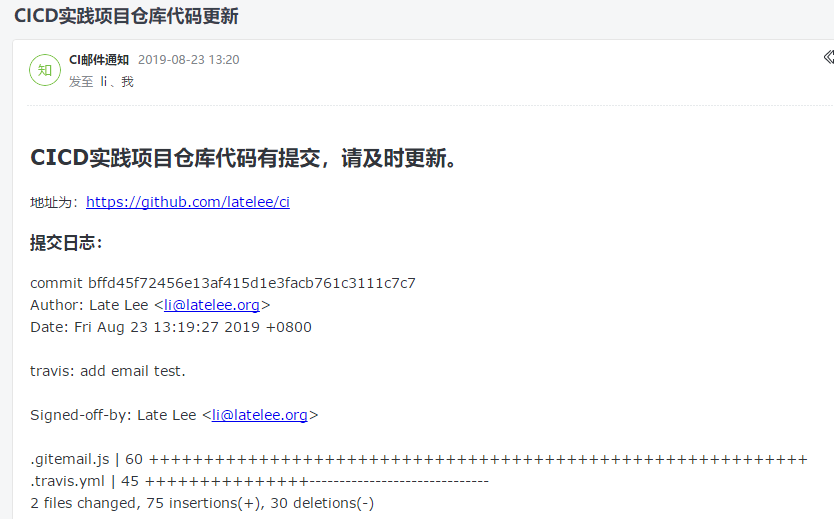 CICD实践项目仓库代码更新
知
CI邮件通知 2019-08-23 13:20
发至 li 、我
CICD实践项目仓库代码有提交，请及时更新。
地址为：https://github.com/latelee/ci
提交日志：
commit bffd45f72456e13af415d1e3facb761c3111c7c7
Author: Late Lee <li@latelee.org>
Date: Fri Aug 23 13:19:27 2019 +0800
travis: add email test.
Signed-off-by: Late Lee <li@latelee.org>
.gitemail.js | 60 ++++++++++++++++++++++++++++++++++++++++++++++++++++++++++++
.travis.yml | 45 +++++++++++++++------------------------------
2 files changed, 75 insertions(+), 30 deletions(-)